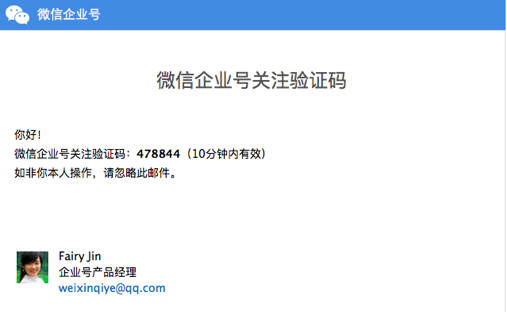 微信企业号
微信企业号关注验证码
你好！
微信企业号关注验证码：478844（10分钟内有效）
如非你本人操作，请忽略此邮件。
Fairy Jin
企业号产品经理
weixinqiye@qq.com